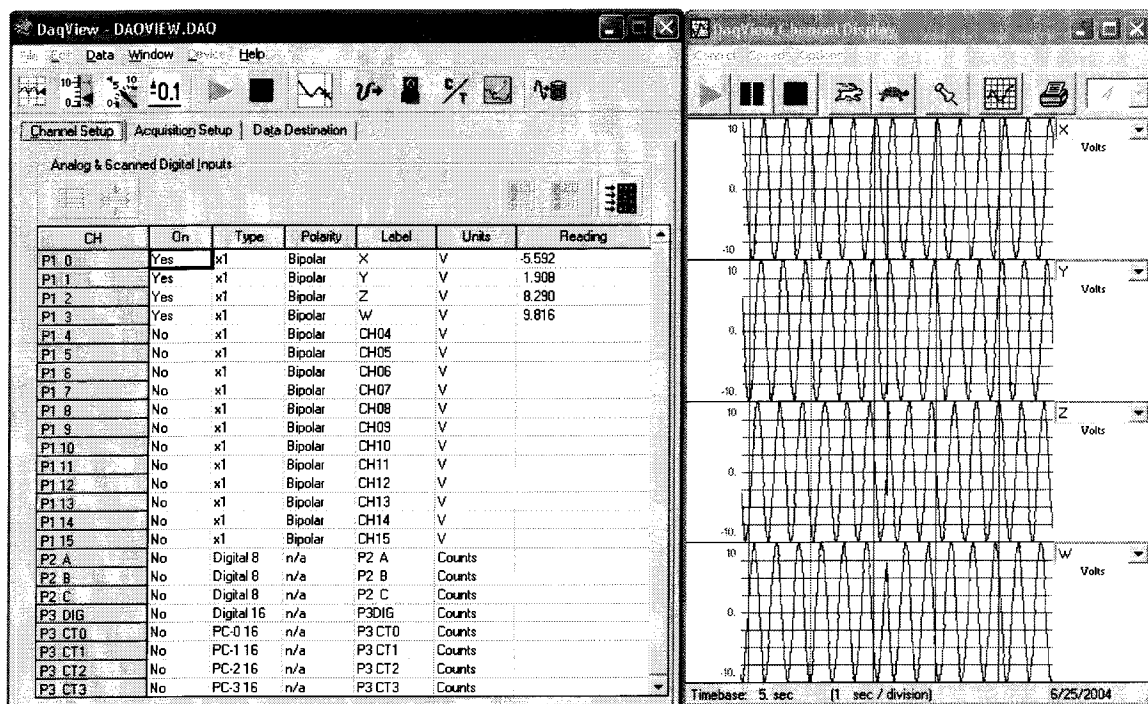 DaqView - DAQVIEW.DAQ
File Edit Data Window Device Help
Channel Setup Acquisition Setup Data Destination
Analog & Scanned Digital Inputs
CH On Type Polarity Label Units Reading
P1 0 Yes x1 Bipolar X V -5.592
P1 1 Yes x1 Bipolar Y V 1.908
P1 2 Yes x1 Bipolar Z V 8.290
P1 3 Yes x1 Bipolar W V 9.816
P1 4 No x1 Bipolar CH04 V
P1 5 No x1 Bipolar CH05 V
P1 6 No x1 Bipolar CH06 V
P1 7 No x1 Bipolar CH07 V
P1 8 No x1 Bipolar CH08 V
P1 9 No x1 Bipolar CH09 V
P1 10 No x1 Bipolar CH10 V
P1 11 No x1 Bipolar CH11 V
P1 12 No x1 Bipolar CH12 V
P1 13 No x1 Bipolar CH13 V
P1 14 No x1 Bipolar CH14 V
P1 15 No x1 Bipolar CH15 V
P2 A No Digital 8 n/a P2 A Counts
P2 B No Digital 8 n/a P2 B Counts
P2 C No Digital 8 n/a P2 C Counts
P3 DIG No Digital 16 n/a P3DIG Counts
P3 CT0 No PC-0 16 n/a P3 CT0 Counts
P3 CT1 No PC-1 16 n/a P3 CT1 Counts
P3 CT2 No PC-2 16 n/a P3 CT2 Counts
P3 CT3 No PC-3 16 n/a P3 CT3 Counts
DaqView Channel Display
10 X
Volts
0.
-10.
10 Y
Volts
0.
-10.
10 Z
Volts
0.
-10.
10 W
Volts
0.
-10.
Timebase: 5. sec (1 sec / division) 6/25/2004